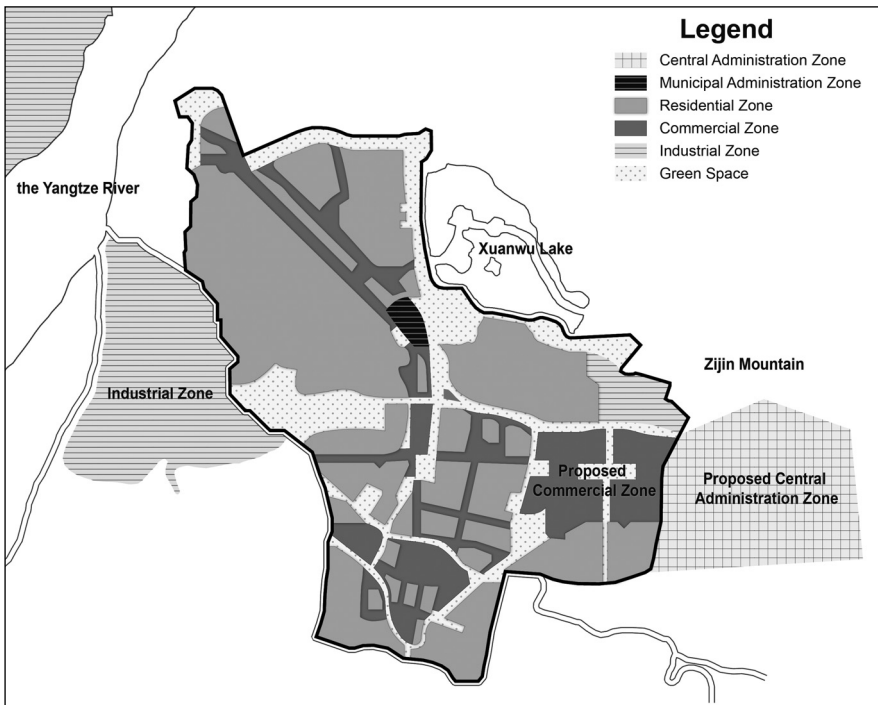 Legend
Central Administration Zone
Municipal Administration Zone
Residential Zone
Commercial Zone
Industrial Zone
Green Space
the Yangtze River
Xuanwu Lake
Zijin Mountain
Industrial Zone
Proposed
Commercial Zone
Proposed Central
Administration Zone